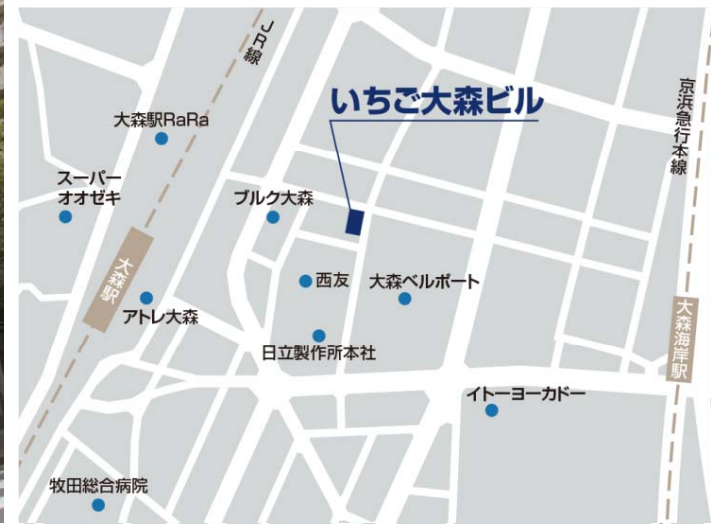 JR線
いちご大森ビル
京浜急行本線
大森駅RaRa
スーパー
オオゼキ
ブルク大森
大森駅
西友
大森ベルポート
アトレ大森
大森海岸駅
日立製作所本社
イトーヨーカドー
牧田総合病院